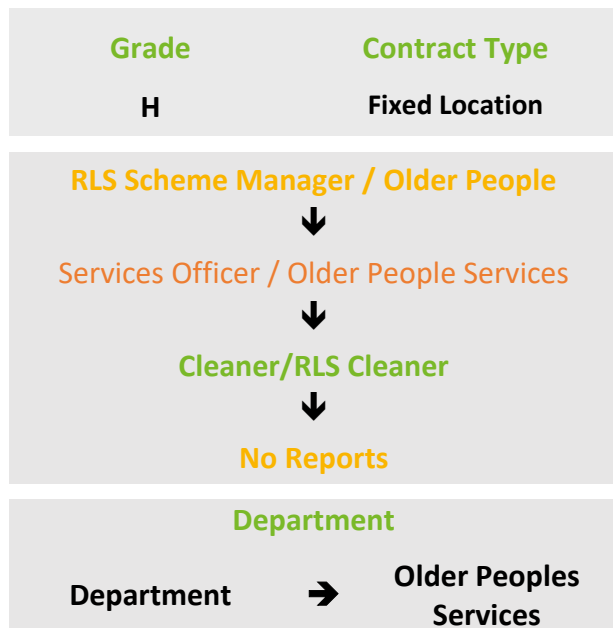 Grade Contract Type
H Fixed Location
RLS Scheme Manager / Older People
↓
Services Officer / Older People Services
↓
Cleaner/RLS Cleaner
↓
No Reports
Department
Department → Older Peoples
Services